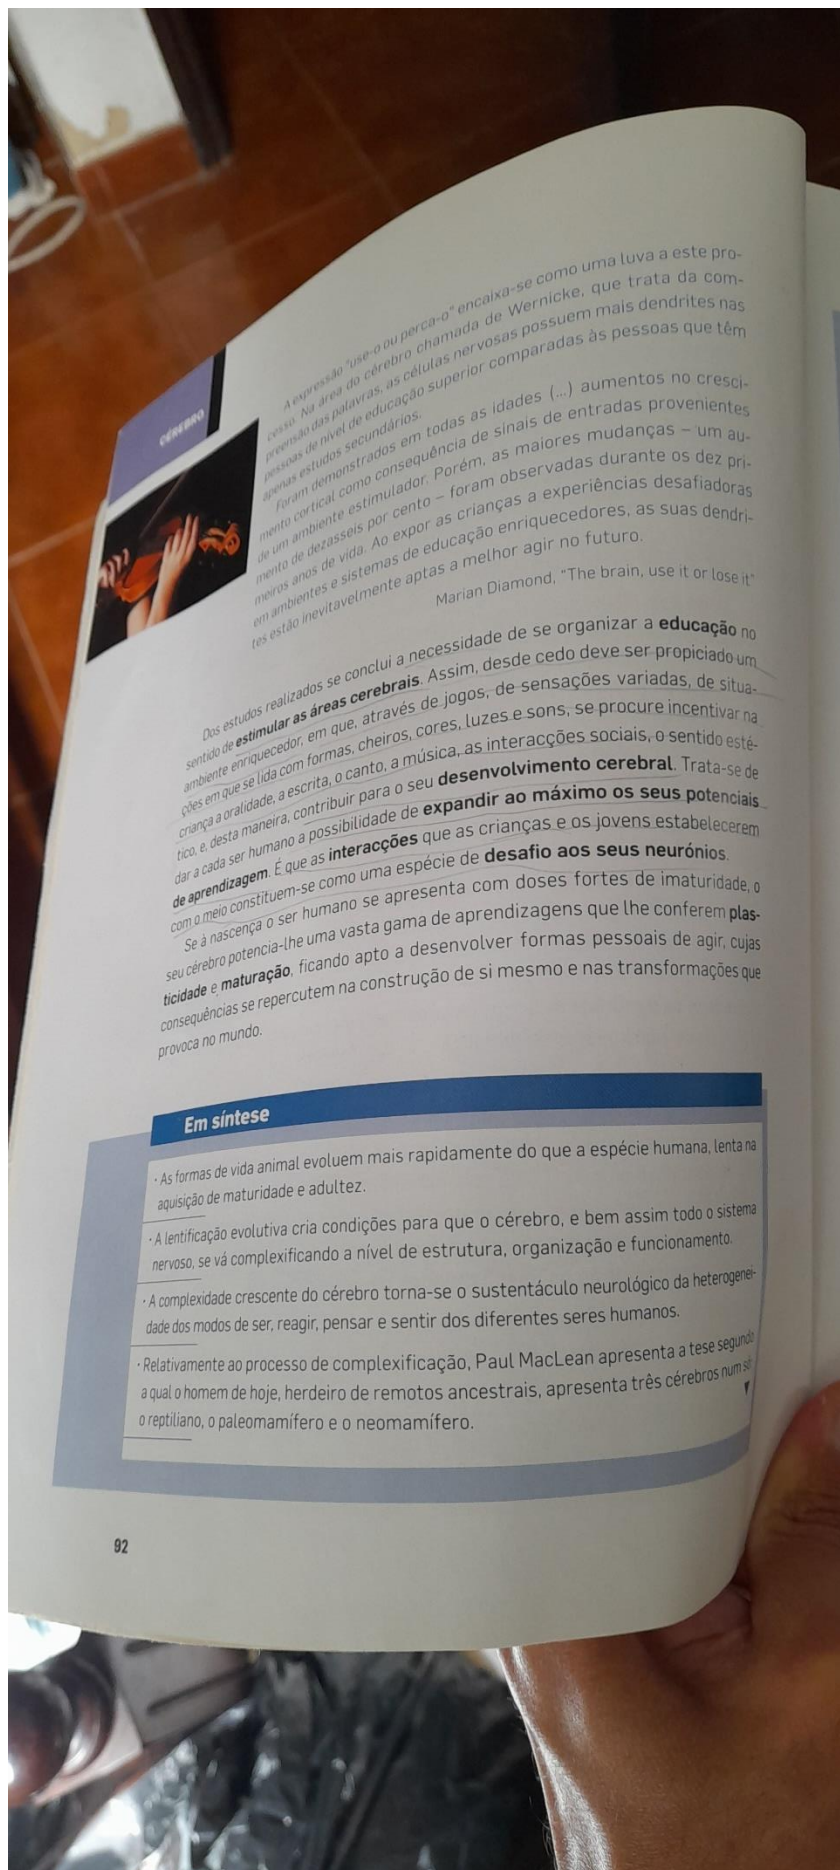 CÉREBRO
A expressão "use-o ou perca-o" encaixa-se como uma luva a este pro-
cesso. Na área do cérebro chamada de Wernicke, que trata da com-
preensão das palavras, as células nervosas possuem mais dendrites nas
pessoas de nível de educação superior comparadas às pessoas que têm
apenas estudos secundários.
Foram demonstrados em todas as idades (...) aumentos no cresci-
mento cortical como consequência de sinais de entradas provenientes
de um ambiente estimulador. Porém, as maiores mudanças – um au-
mento de dezasseis por cento – foram observadas durante os dez pri-
meiros anos de vida. Ao expor as crianças a experiências desafiadoras
em ambientes e sistemas de educação enriquecedores, as suas dendri-
tes estão inevitavelmente aptas a melhor agir no futuro.
Marian Diamond, "The brain, use it or lose it"
Dos estudos realizados se conclui a necessidade de se organizar a educação no
sentido de estimular as áreas cerebrais. Assim, desde cedo deve ser propiciado um
ambiente enriquecedor, em que, através de jogos, de sensações variadas, de situa-
ções em que se lida com formas, cheiros, cores, luzes e sons, se procure incentivar na
criança a oralidade, a escrita, o canto, a música, as interacções sociais, o sentido esté-
tico, e, desta maneira, contribuir para o seu desenvolvimento cerebral. Trata-se de
dar a cada ser humano a possibilidade de expandir ao máximo os seus potenciais
de aprendizagem. É que as interacções que as crianças e os jovens estabelecerem
com o meio constituem-se como uma espécie de desafio aos seus neurónios.
Se à nascença o ser humano se apresenta com doses fortes de imaturidade, o
seu cérebro potencia-lhe uma vasta gama de aprendizagens que lhe conferem plas-
ticidade e maturação, ficando apto a desenvolver formas pessoais de agir, cujas
consequências se repercutem na construção de si mesmo e nas transformações que
provoca no mundo.
Em síntese
· As formas de vida animal evoluem mais rapidamente do que a espécie humana, lenta na
aquisição de maturidade e adultez.
· A lentificação evolutiva cria condições para que o cérebro, e bem assim todo o sistema
nervoso, se vá complexificando a nível de estrutura, organização e funcionamento.
· A complexidade crescente do cérebro torna-se o sustentáculo neurológico da heterogenei-
dade dos modos de ser, reagir, pensar e sentir dos diferentes seres humanos.
· Relativamente ao processo de complexificação, Paul MacLean apresenta a tese segundo
a qual o homem de hoje, herdeiro de remotos ancestrais, apresenta três cérebros num
o reptiliano, o paleomamífero e o neomamífero.
92